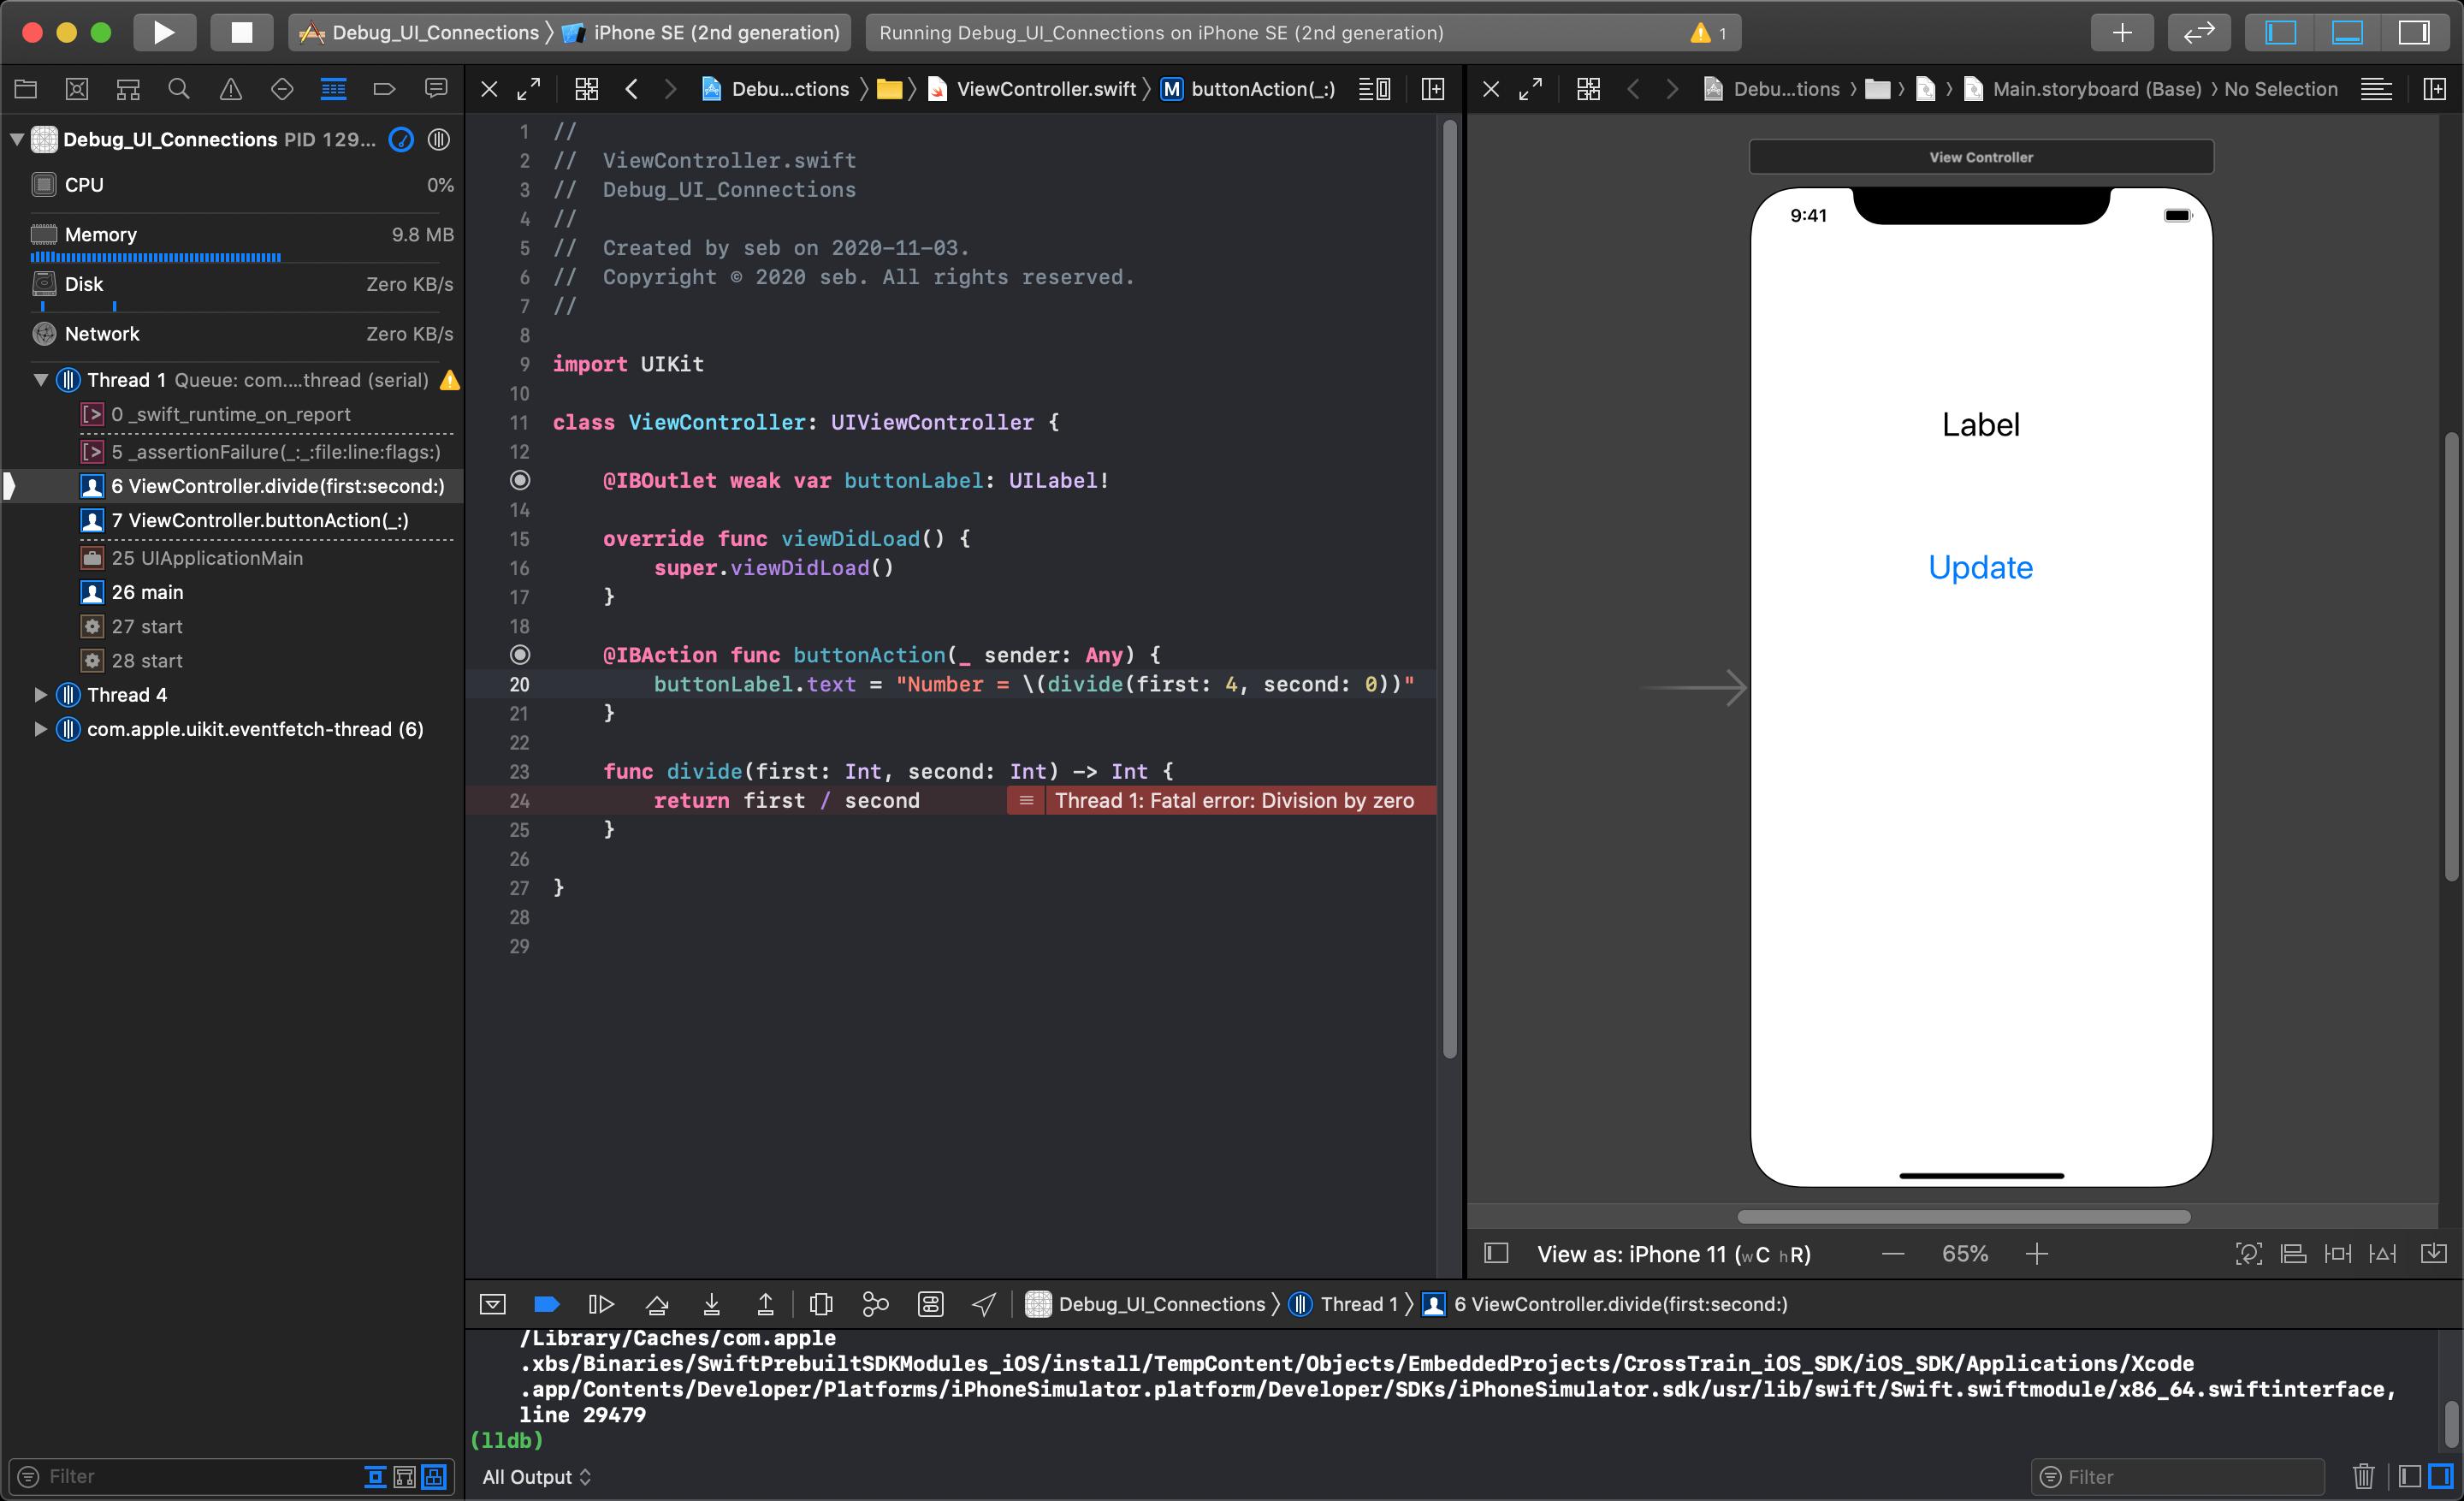 Debug_UI_Connections 〉 iPhone SE (2nd generation)
Running Debug_UI_Connections on iPhone SE (2nd generation)
1
Debug_UI_Connections PID 129…
CPU 0%
Memory 9.8 MB
Disk Zero KB/s
Network Zero KB/s
Thread 1 Queue: com....thread (serial)
0 _swift_runtime_on_report
5 _assertionFailure(_:_:file:line:flags:)
6 ViewController.divide(first:second:)
7 ViewController.buttonAction(_:)
25 UIApplicationMain
26 main
27 start
28 start
Thread 4
com.apple.uikit.eventfetch-thread (6)
Filter
Debu...ctions 〉 〉 ViewController.swift 〉 M buttonAction(_:)
1 //
2 //  ViewController.swift
3 //  Debug_UI_Connections
4 //
5 //  Created by seb on 2020-11-03.
6 //  Copyright © 2020 seb. All rights reserved.
7 //
8
9 import UIKit
10
11 class ViewController: UIViewController {
12
@IBOutlet weak var buttonLabel: UILabel!
14
15 override func viewDidLoad() {
16 super.viewDidLoad()
17 }
18
@IBAction func buttonAction(_ sender: Any) {
20 buttonLabel.text = "Number = \(divide(first: 4, second: 0))"
21 }
22
23 func divide(first: Int, second: Int) -> Int {
24 return first / second Thread 1: Fatal error: Division by zero
25 }
26
27 }
28
29
Debu...tions 〉 〉 〉 Main.storyboard (Base) 〉 No Selection
View Controller
9:41
Label
Update
View as: iPhone 11 (wC hR) — 65% +
Debug_UI_Connections 〉 Thread 1 〉 6 ViewController.divide(first:second:)
/Library/Caches/com.apple
.xbs/Binaries/SwiftPrebuiltSDKModules_iOS/install/TempContent/Objects/EmbeddedProjects/CrossTrain_iOS_SDK/iOS_SDK/Applications/Xcode
.app/Contents/Developer/Platforms/iPhoneSimulator.platform/Developer/SDKs/iPhoneSimulator.sdk/usr/lib/swift/Swift.swiftmodule/x86_64.swiftinterface,
line 29479
(lldb)
All Output
Filter